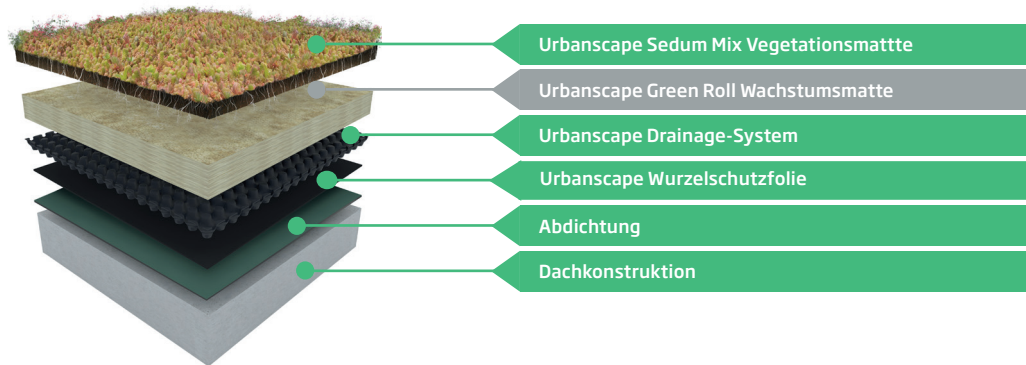 Urbanscape Sedum Mix Vegetationsmattte
Urbanscape Green Roll Wachstumsmatte
Urbanscape Drainage-System
Urbanscape Wurzelschutzfolie
Abdichtung
Dachkonstruktion